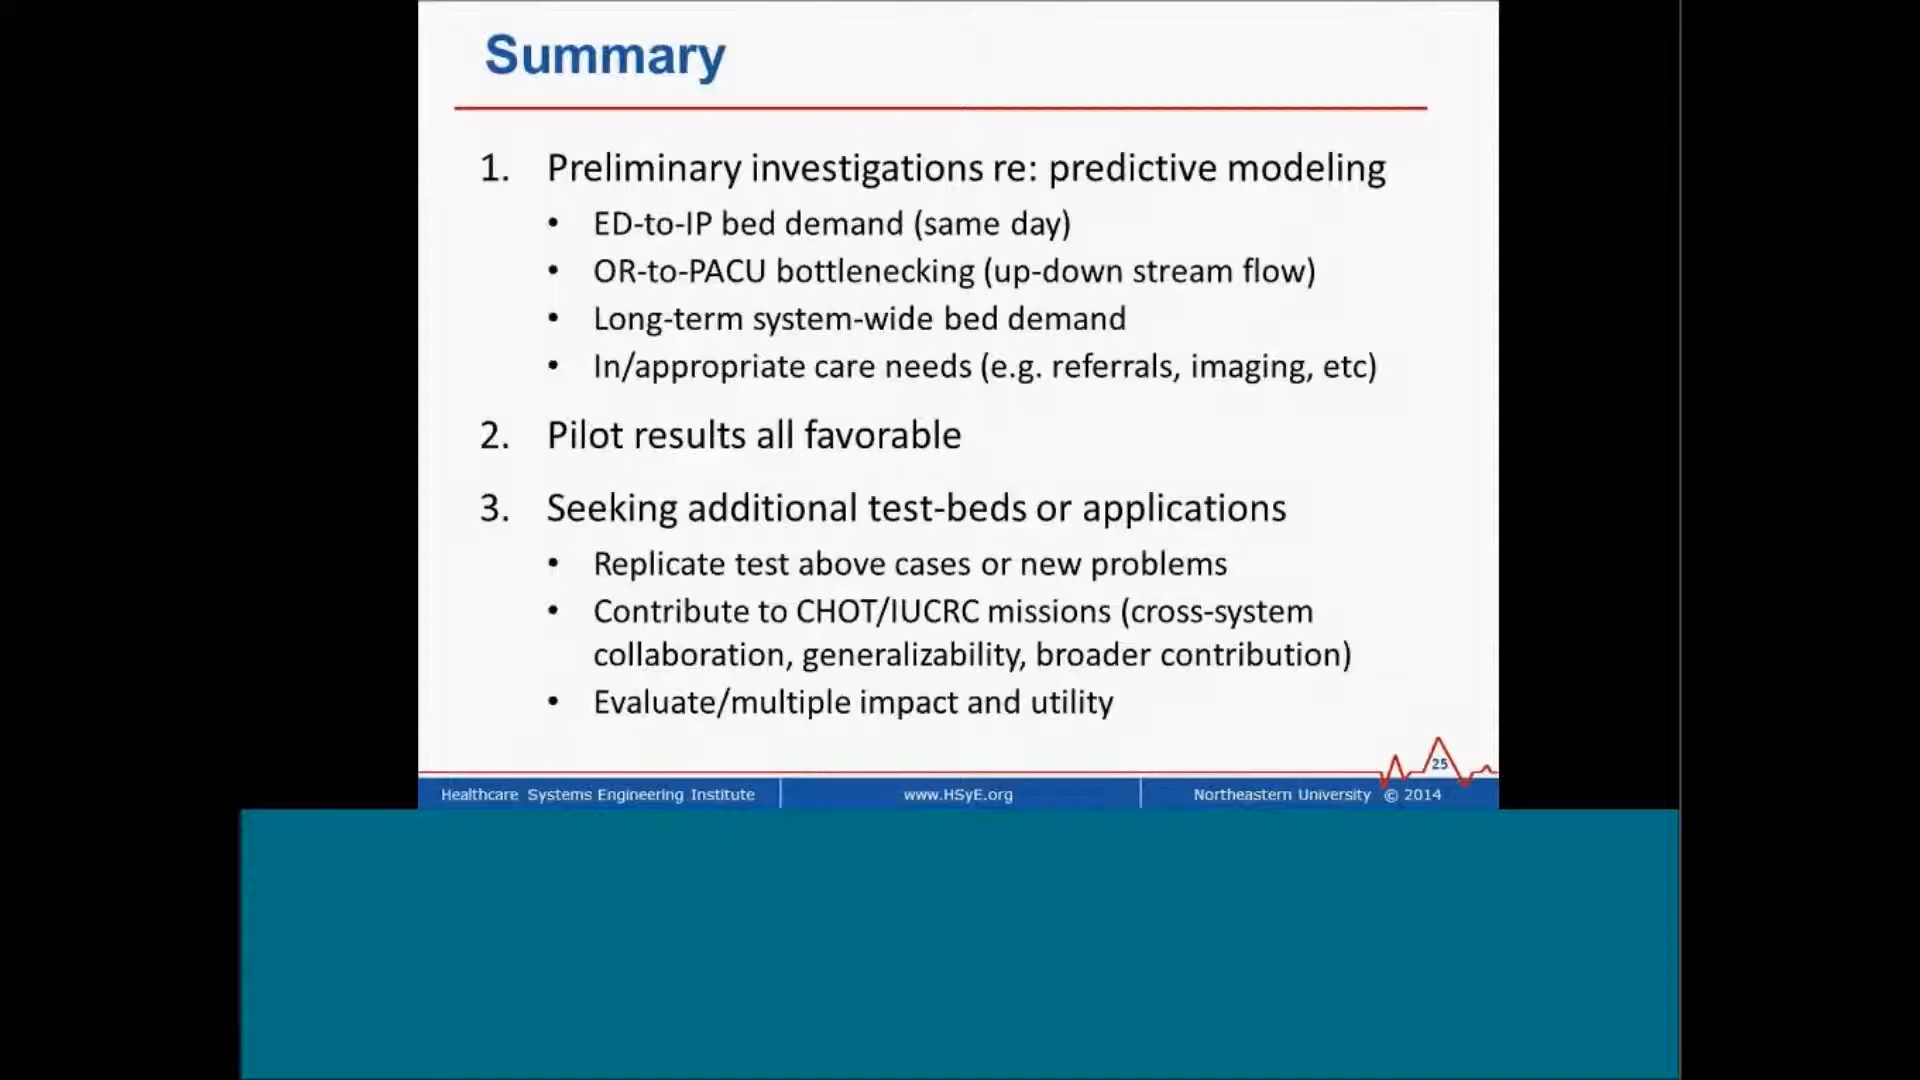 Summary
1. Preliminary investigations re: predictive modeling
• ED-to-IP bed demand (same day)
• OR-to-PACU bottlenecking (up-down stream flow)
• Long-term system-wide bed demand
• In/appropriate care needs (e.g. referrals, imaging, etc)
2. Pilot results all favorable
3. Seeking additional test-beds or applications
• Replicate test above cases or new problems
• Contribute to CHOT/IUCRC missions (cross-system
collaboration, generalizability, broader contribution)
• Evaluate/multiple impact and utility
25
Healthcare Systems Engineering Institute
www.HSyE.org
Northeastern University © 2014